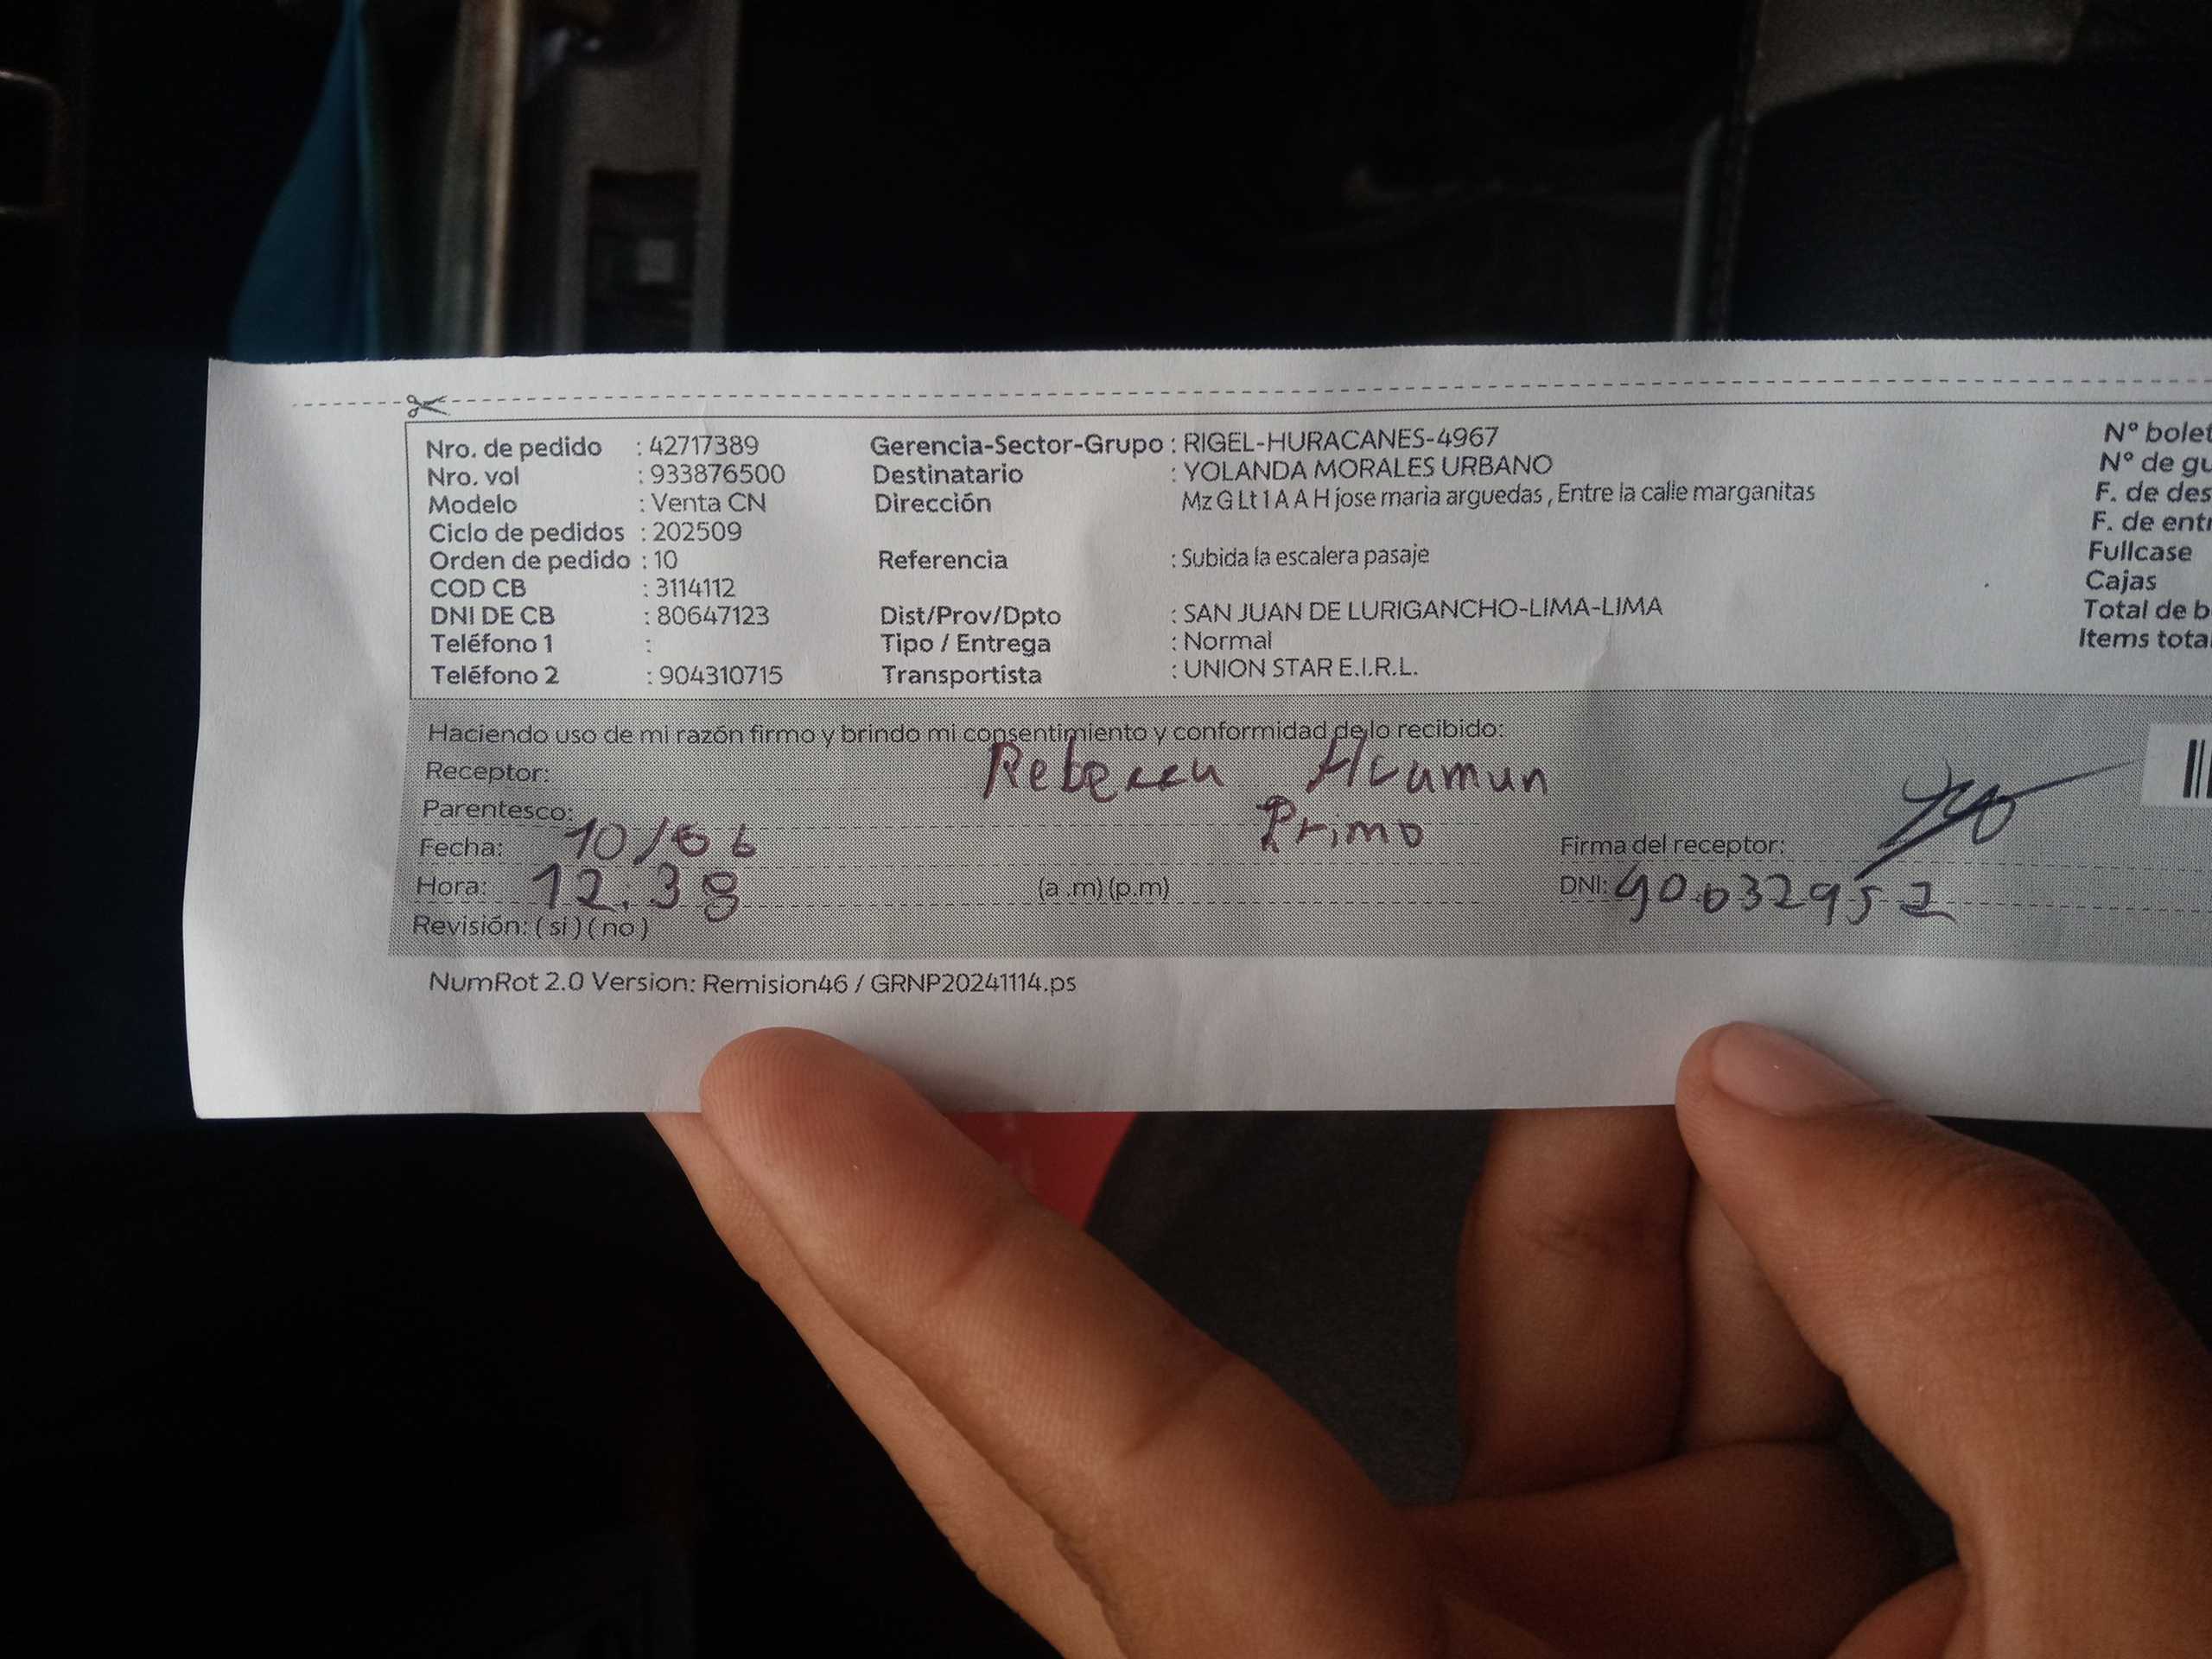 Nro. de pedido : 42717389 Gerencia-Sector-Grupo : RIGEL-HURACANES-4967 N° bolet
Nro. vol : 933876500 Destinatario : YOLANDA MORALES URBANO N° de gu
Modelo : Venta CN Dirección Mz G Lt 1 A A H jose maria arguedas , Entre la calle marganitas F. de des
Ciclo de pedidos : 202509 F. de entr
Orden de pedido : 10 Referencia : Subida la escalera pasaje Fullcase
COD CB : 3114112 Cajas
DNI DE CB : 80647123 Dist/Prov/Dpto : SAN JUAN DE LURIGANCHO-LIMA-LIMA Total de b
Teléfono 1 : Tipo / Entrega : Normal Items total
Teléfono 2 : 904310715 Transportista : UNION STAR E.I.R.L.
Haciendo uso de mi razón firmo y brindo mi consentimiento y conformidad de lo recibido:
Receptor: Rebecca
Parentesco: Primo
Fecha: 10/06 Firma del receptor:
Hora: 12:38 (a .m) (p.m) DNI: 40032952
Revisión: ( si ) ( no )
NumRot 2.0 Version: Remision46 / GRNP20241114.ps